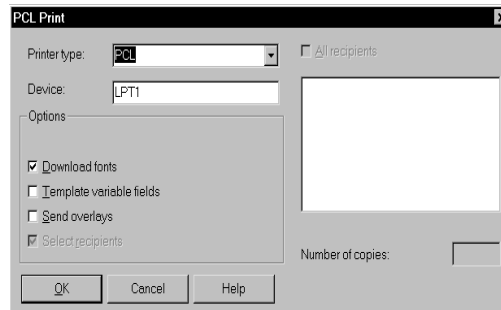 PCL Print
Printer type: PCL
Device: LPT1
Options
Download fonts
Template variable fields
Send overlays
Select recipients
OK Cancel Help
All recipients
Number of copies: